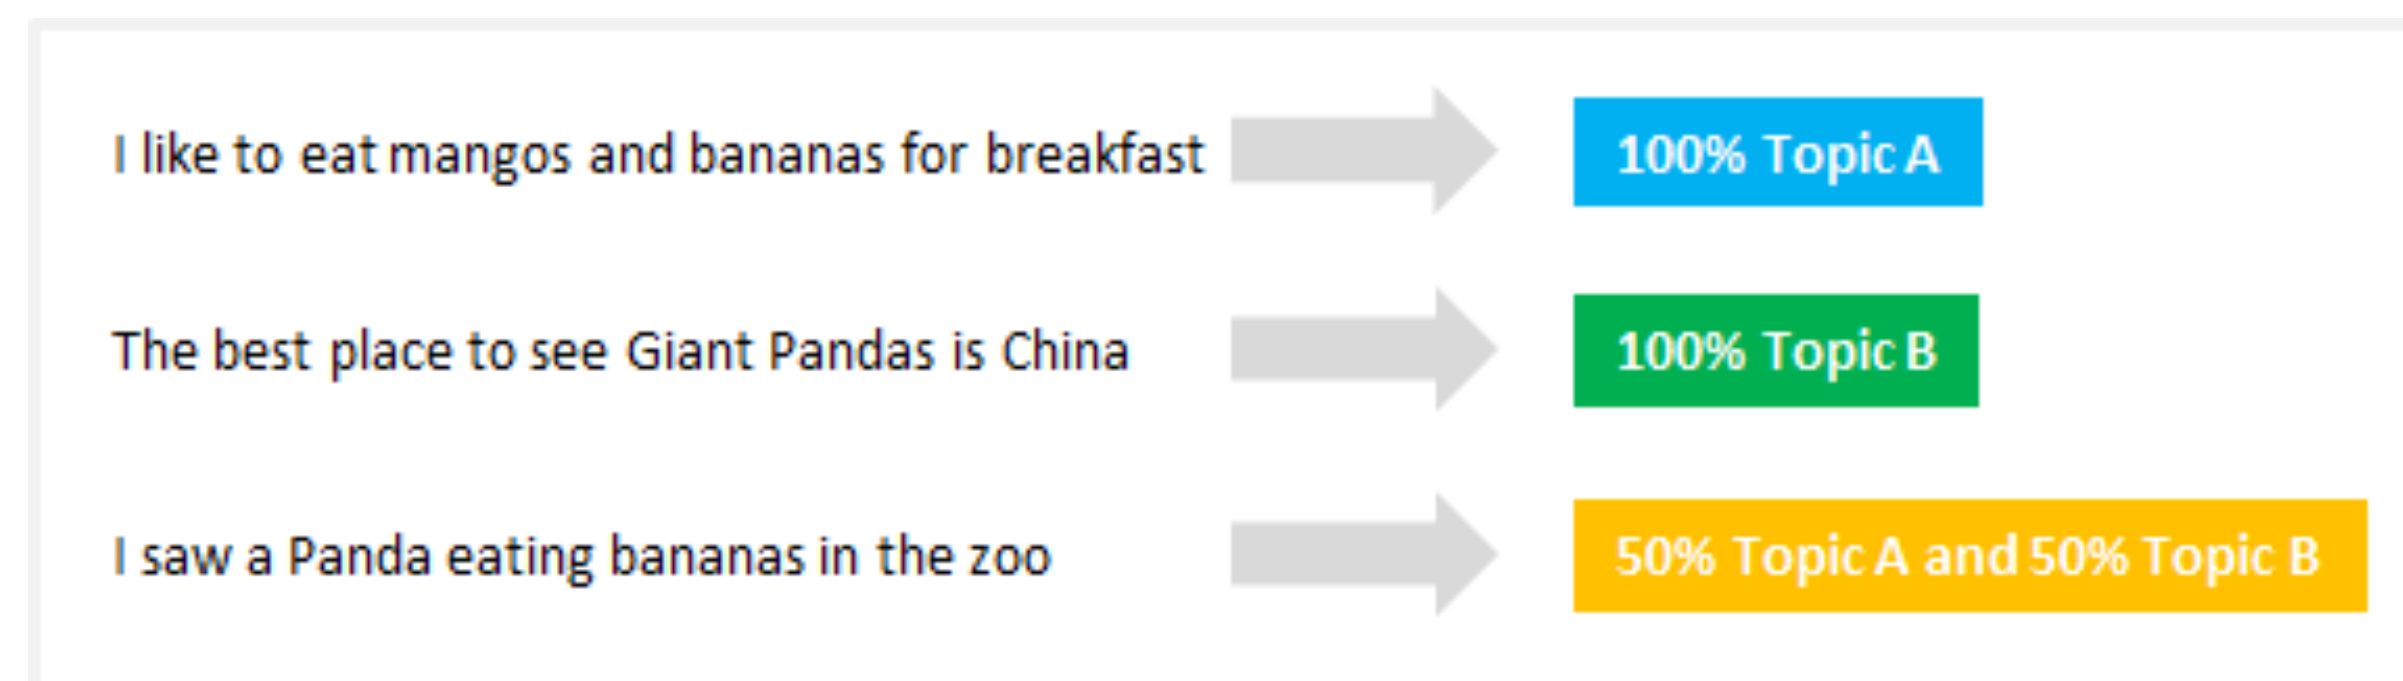 I like to eat mangos and bananas for breakfast 100% Topic A
The best place to see Giant Pandas is China 100% Topic B
I saw a Panda eating bananas in the zoo 50% Topic A and 50% Topic B